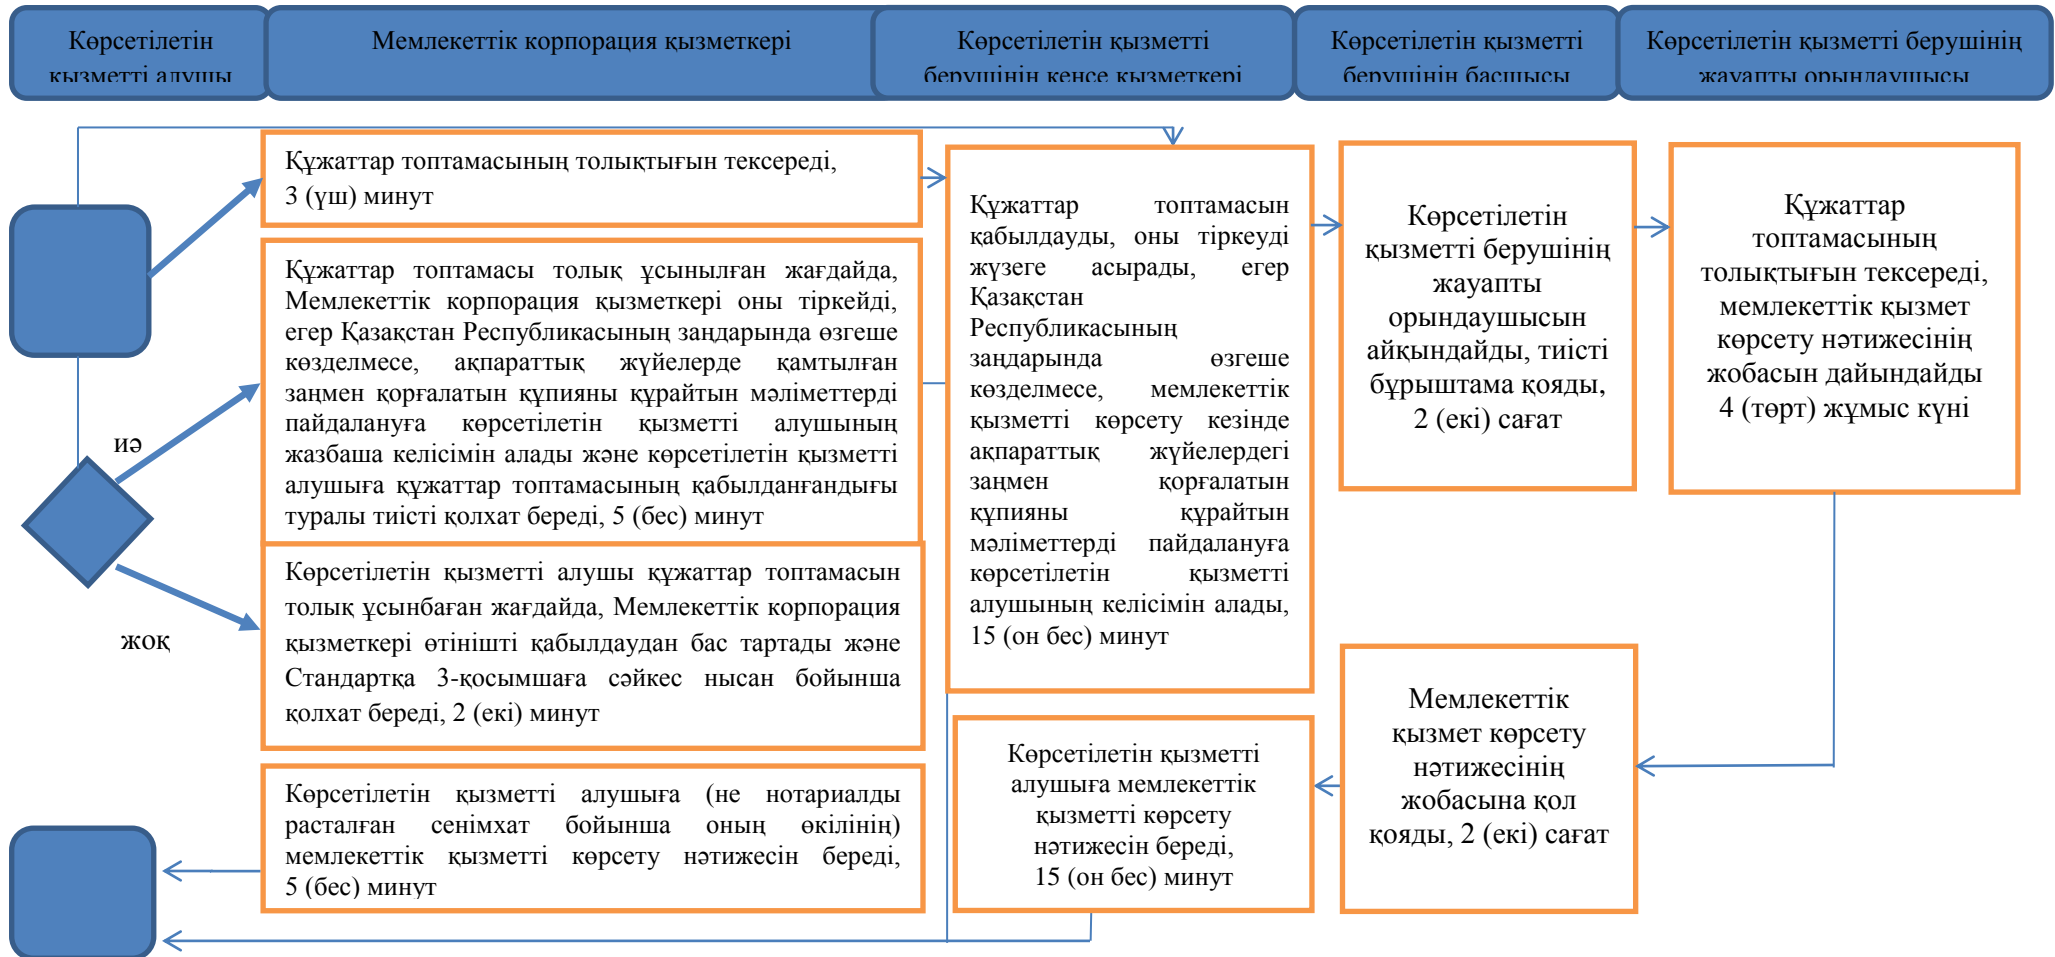 Көрсетілетін
қызметті алушы
Мемлекеттік корпорация қызметкері
Көрсетілетін қызметті
берушінің кеңсе қызметкері
Көрсетілетін қызметті
берушінің басшысы
Көрсетілетін қызметті берушінің
жауапты орындаушысы
Құжаттар топтамасының толықтығын тексереді,
3 (үш) минут
Құжаттар топтамасы толық ұсынылған жағдайда,
Мемлекеттік корпорация қызметкері оны тіркейді,
егер Қазақстан Республикасының заңдарында өзгеше
көзделмесе, ақпараттық жүйелерде қамтылған
заңмен қорғалатын құпияны құрайтын мәліметтерді
пайдалануға көрсетілетін қызметті алушының
жазбаша келісімін алады және көрсетілетін қызметті
алушыға құжаттар топтамасының қабылданғандығы
туралы тиісті қолхат береді, 5 (бес) минут
иә
жоқ
Көрсетілетін қызметті алушы құжаттар топтамасын
толық ұсынбаған жағдайда, Мемлекеттік корпорация
қызметкері өтінішті қабылдаудан бас тартады және
Стандартқа 3-қосымшаға сәйкес нысан бойынша
қолхат береді, 2 (екі) минут
Көрсетілетін қызметті алушыға (не нотариалды
расталған сенімхат бойынша оның өкілінің)
мемлекеттік қызметті көрсету нәтижесін береді,
5 (бес) минут
Құжаттар топтамасын
қабылдауды, оны тіркеуді
жүзеге асырады, егер
Қазақстан
Республикасының
заңдарында өзгеше
көзделмесе, мемлекеттік
қызметті көрсету кезінде
ақпараттық жүйелердегі
заңмен қорғалатын
құпияны құрайтын
мәліметтерді пайдалануға
көрсетілетін қызметті
алушының келісімін алады,
15 (он бес) минут
Көрсетілетін қызметті
алушыға мемлекеттік
қызметті көрсету
нәтижесін береді,
15 (он бес) минут
Көрсетілетін
қызметті берушінің
жауапты
орындаушысын
айқындайды, тиісті
бұрыштама қояды,
2 (екі) сағат
Мемлекеттік
қызмет көрсету
нәтижесінің
жобасына қол
қояды, 2 (екі) сағат
Құжаттар
топтамасының
толықтығын тексереді,
мемлекеттік қызмет
көрсету нәтижесінің
жобасын дайындайды
4 (төрт) жұмыс күні